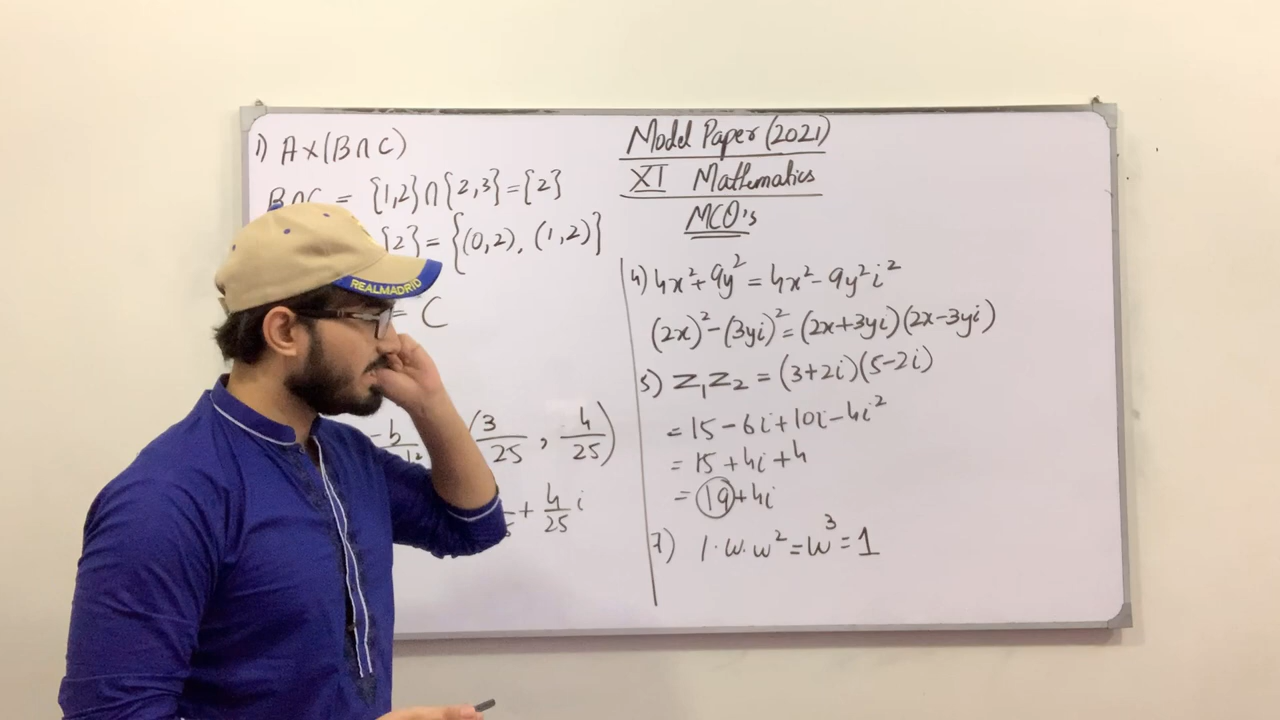 1) A×(B∩C)
B∩C = {1,2}∩{2,3}={2}
{2} = {(0,2), (1,2)}
= C
-b
(3/25, 4/25)
+ 4/25 i
Model Paper (2021)
XI Mathematics
MCQ's
4) 4x²+9y² = 4x²-9y²i²
(2x)²-(3yi)² = (2x+3yi)(2x-3yi)
5) Z₁Z₂ = (3+2i)(5-2i)
= 15-6i+10i-4i²
= 15+4i+4
= 19+4i
7) 1·w·w² = w³ = 1
REALMADRID